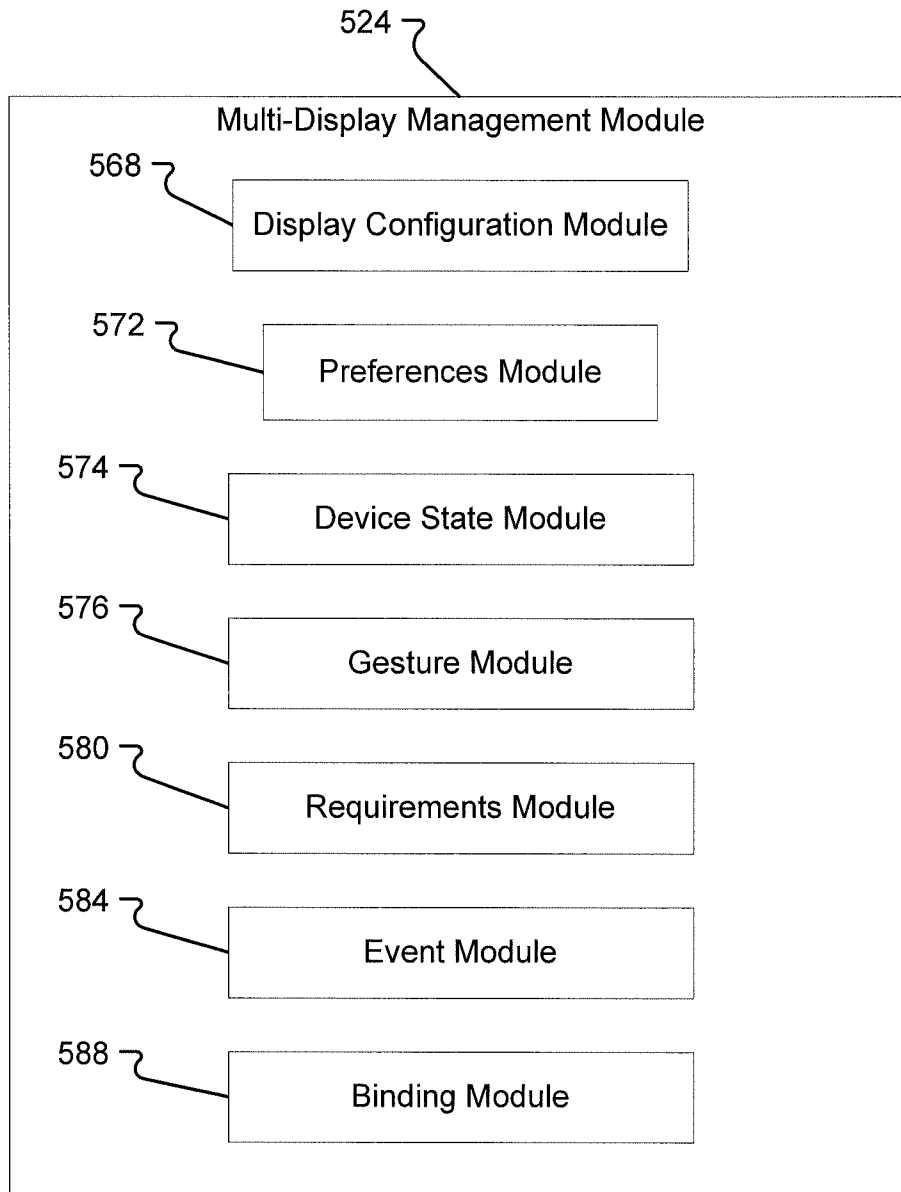 524
Multi-Display Management Module
568
Display Configuration Module
572
Preferences Module
574
Device State Module
576
Gesture Module
580
Requirements Module
584
Event Module
588
Binding Module